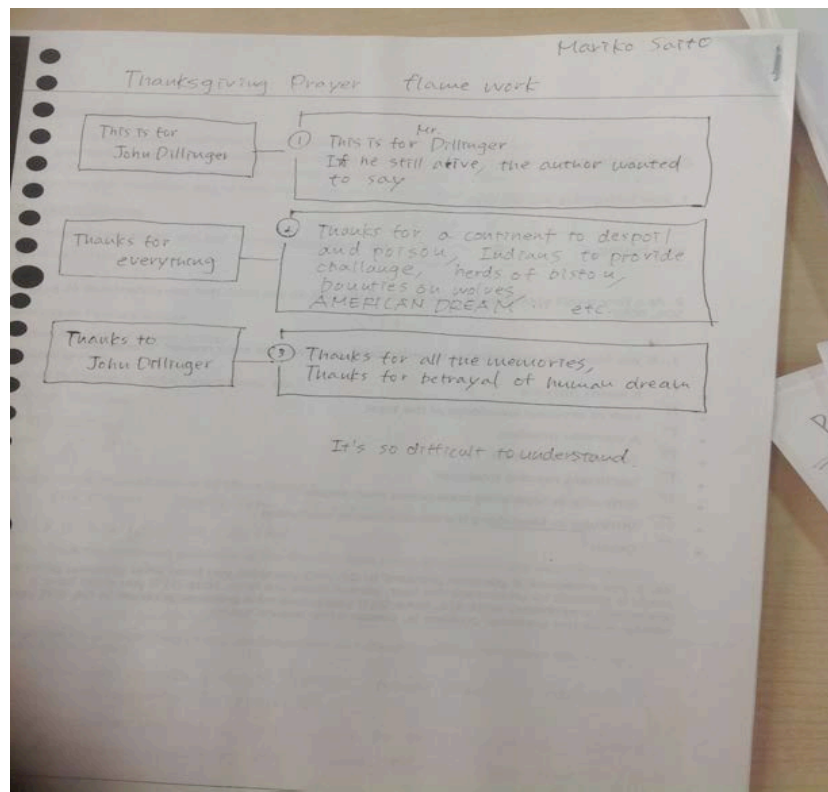 Mariko Saito
Thanksgiving Prayer flame work
This is for
John Dillinger
① This is for Mr. Dillinger
If he still alive, the author wanted
to say
Thanks for
everything
② Thanks for a continent to despoil
and poison, Indians to provide
challange, herds of bison,
bounties on wolves,
AMERICAN DREAM ... etc.
Thanks to
John Dillinger
③ Thanks for all the memories,
Thanks for betrayal of human dream
It's so difficult to understand.